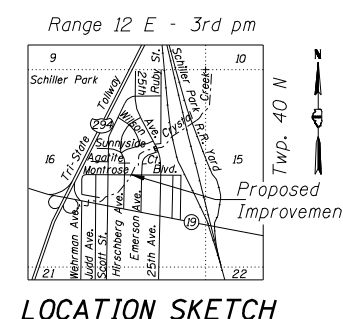 Range 12 E - 3rd pm
9
10
Schiller Park
Tollway
294
Tri-State
25th
Ave.
Ruby St.
Schiller Park
R.R. Yard
Creek
Crystal
Wilson
Sunnyside
Agatite
Ct.
Montrose
Blvd.
16
15
N
Twp. 40 N
Proposed
Improvemen
19
Wehrman Ave.
Judd Ave.
Scott St.
Hirschberg Ave.
Emerson Ave.
25th Ave.
21
22
LOCATION SKETCH